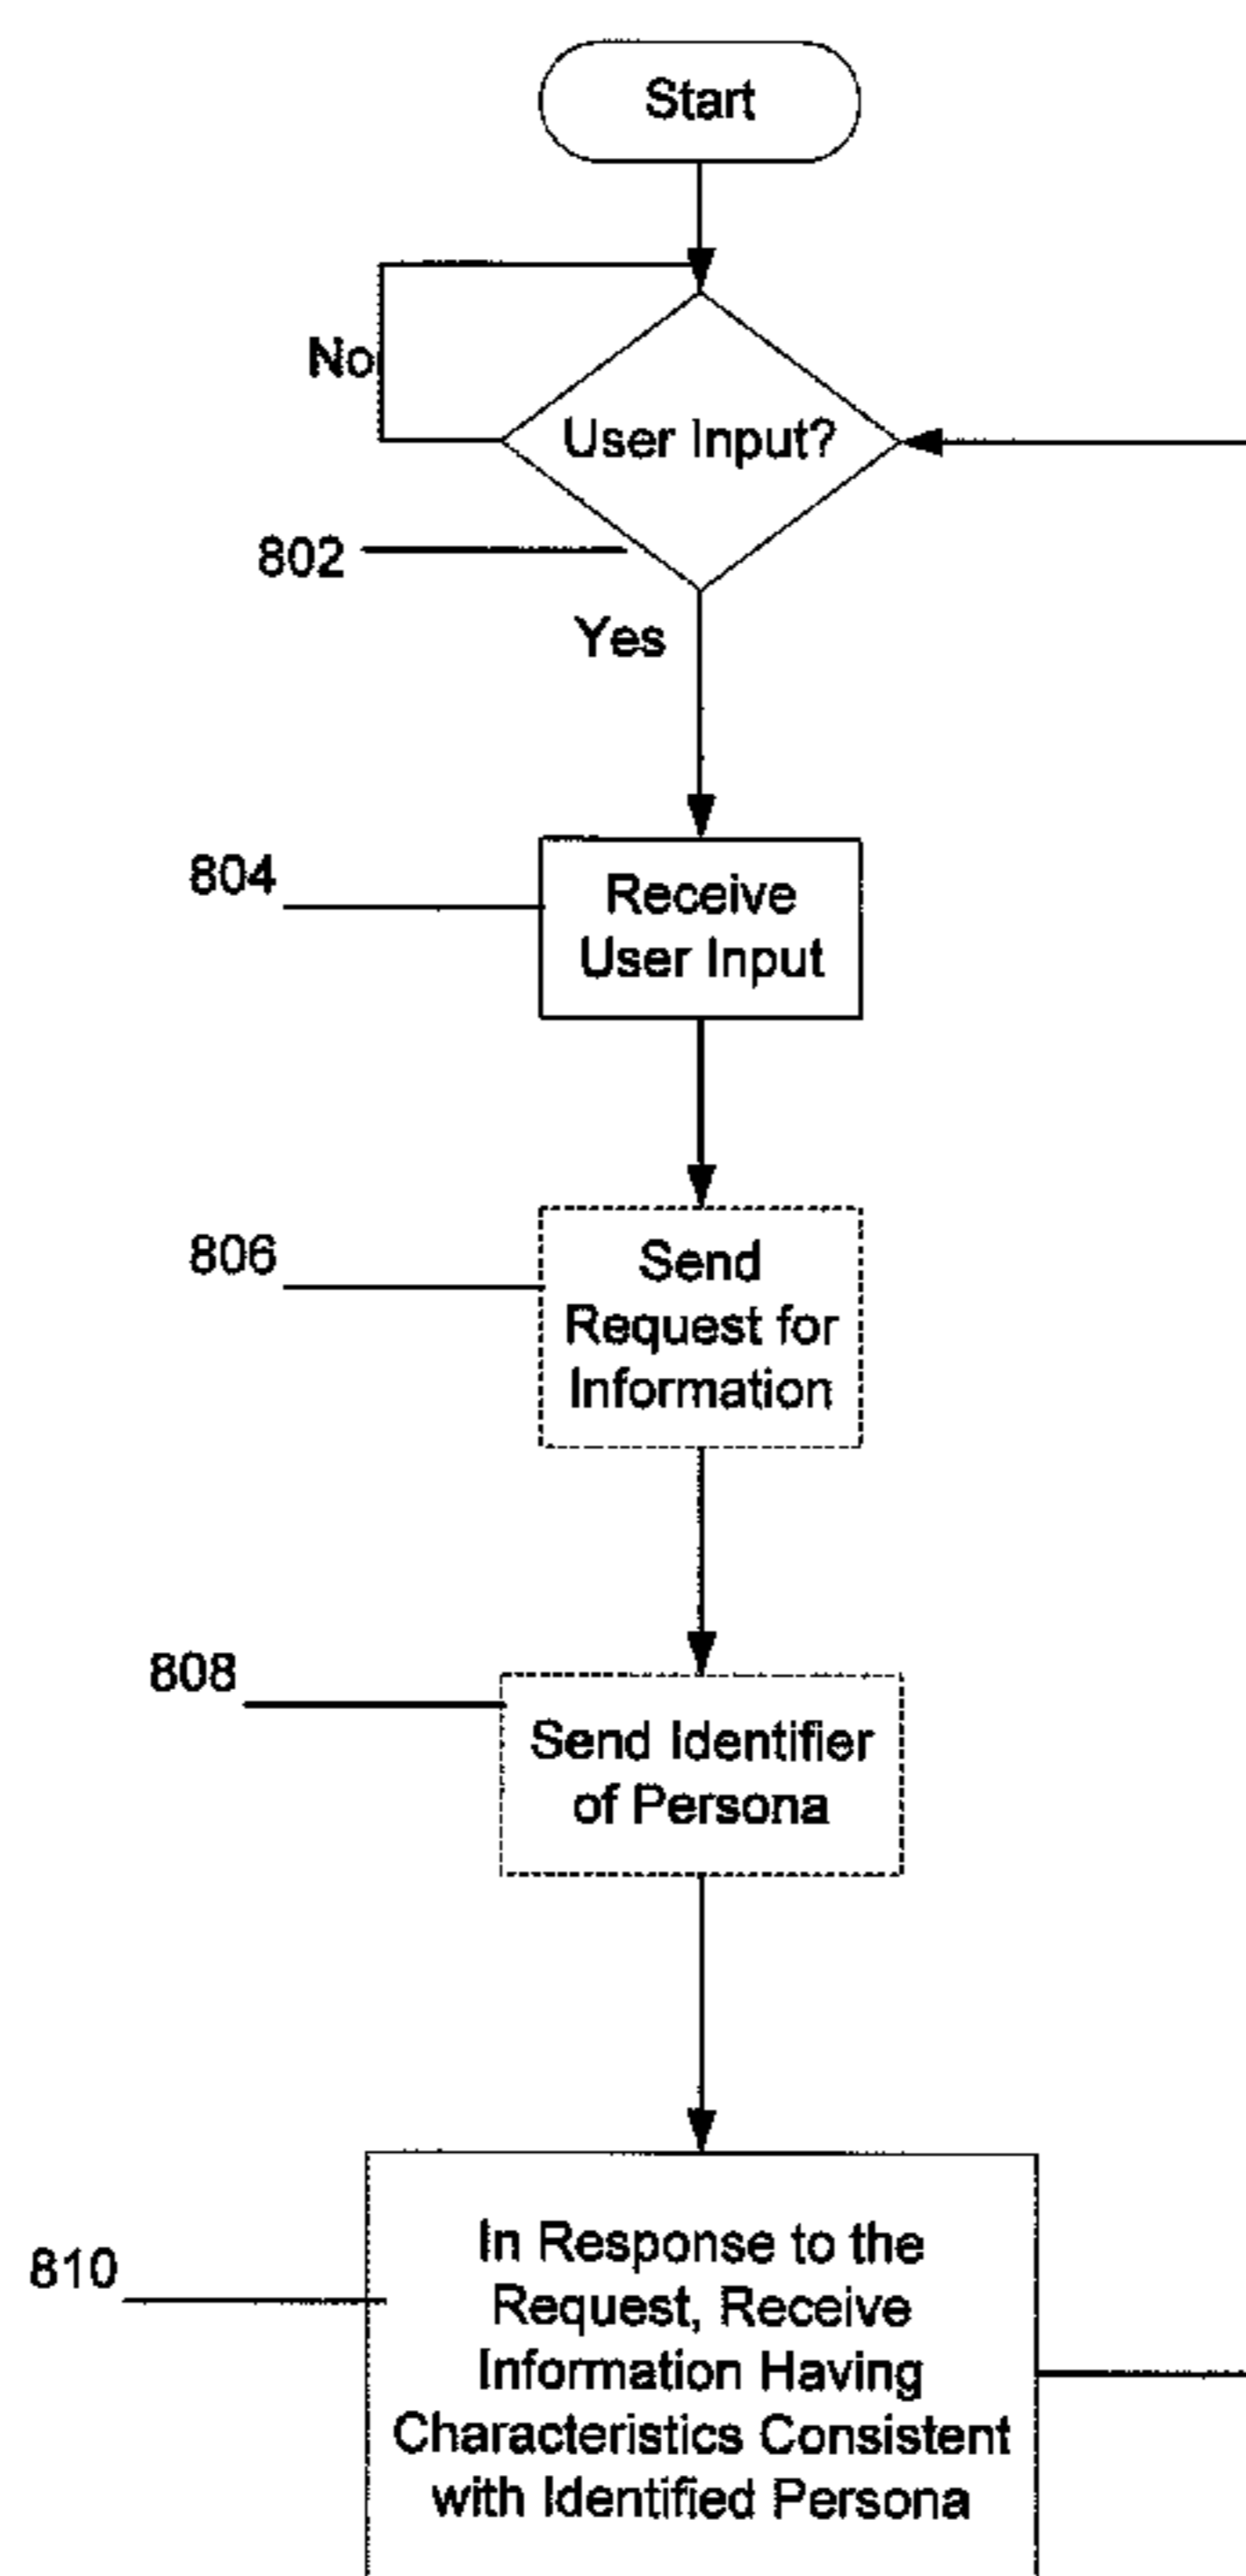 Start
No
User Input?
802
Yes
804
Receive
User Input
806
Send
Request for
Information
808
Send Identifier
of Persona
810
In Response to the
Request, Receive
Information Having
Characteristics Consistent
with Identified Persona